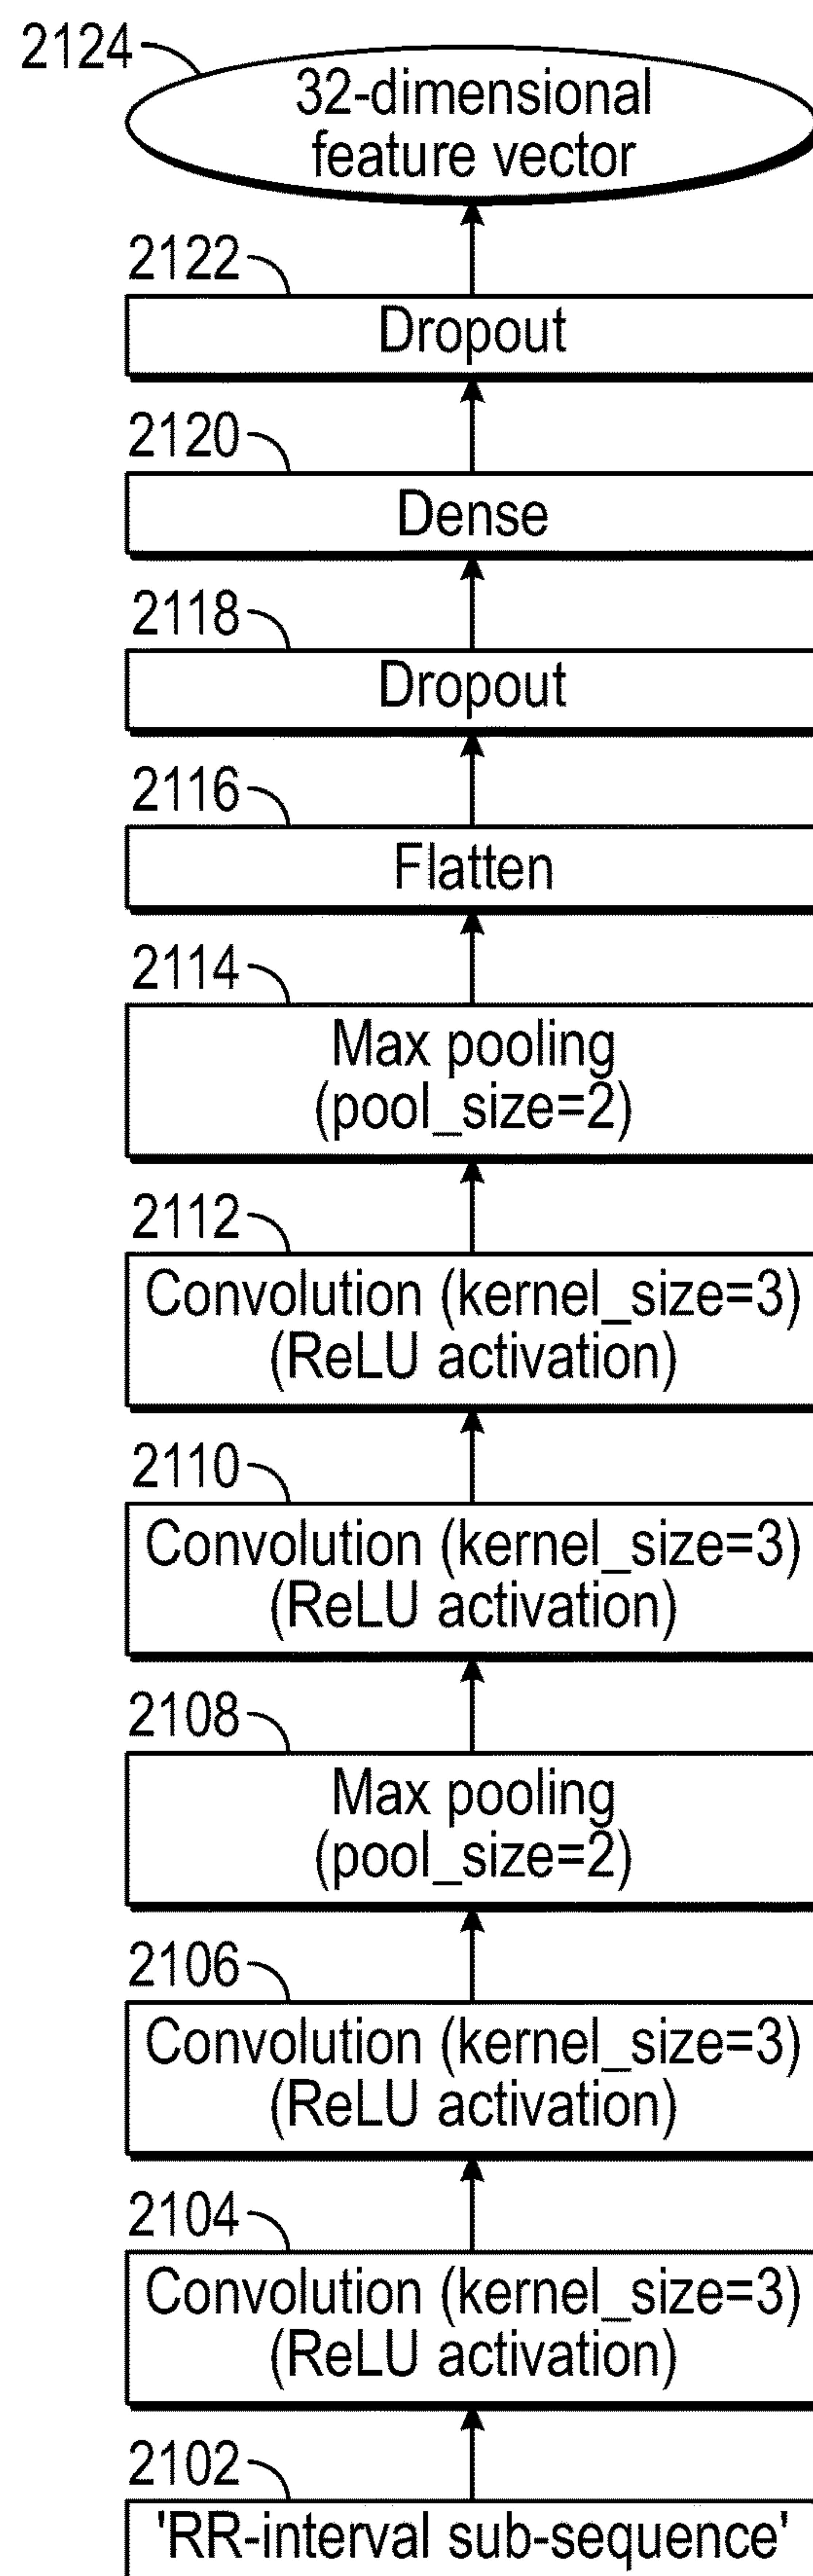 2124
32-dimensional
feature vector
2122
Dropout
2120
Dense
2118
Dropout
2116
Flatten
2114
Max pooling
(pool_size=2)
2112
Convolution (kernel_size=3)
(ReLU activation)
2110
Convolution (kernel_size=3)
(ReLU activation)
2108
Max pooling
(pool_size=2)
2106
Convolution (kernel_size=3)
(ReLU activation)
2104
Convolution (kernel_size=3)
(ReLU activation)
2102
'RR-interval sub-sequence'